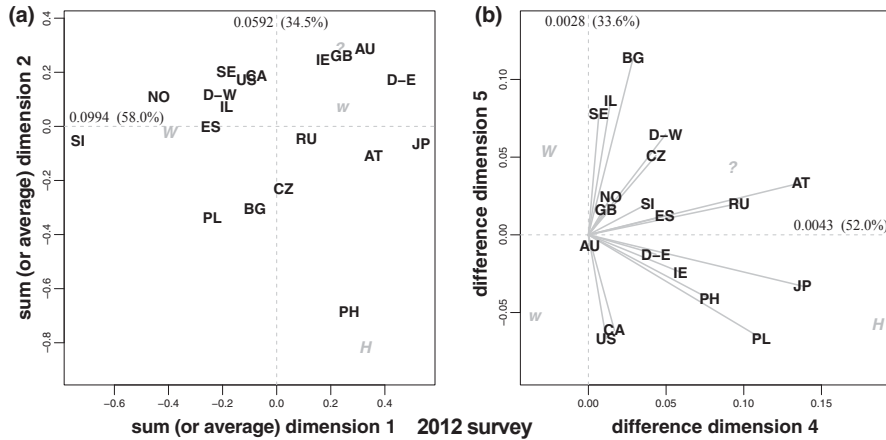 (a)
0.0592 (34.5%)
0.4
0.2
0.0
−0.2
−0.4
−0.6
−0.8
sum (or average) dimension 2
? AU
IE GB
SE
US CA
D−E
NO
D−W
IL
w
0.0994 (58.0%)
W
ES
SI
RU
JP
AT
CZ
BG
PL
PH
H
−0.6 −0.4 −0.2 0.0 0.2 0.4
sum (or average) dimension 1
2012 survey
(b)
0.0028 (33.6%)
0.10
0.05
0.00
−0.05
difference dimension 5
BG
IL
SE
D−W
W
CZ
?
AT
NO
GB
SI
RU
ES
0.0043 (52.0%)
AU
D−E
IE
JP
PH
w
H
CA
US
PL
0.00 0.05 0.10 0.15
difference dimension 4